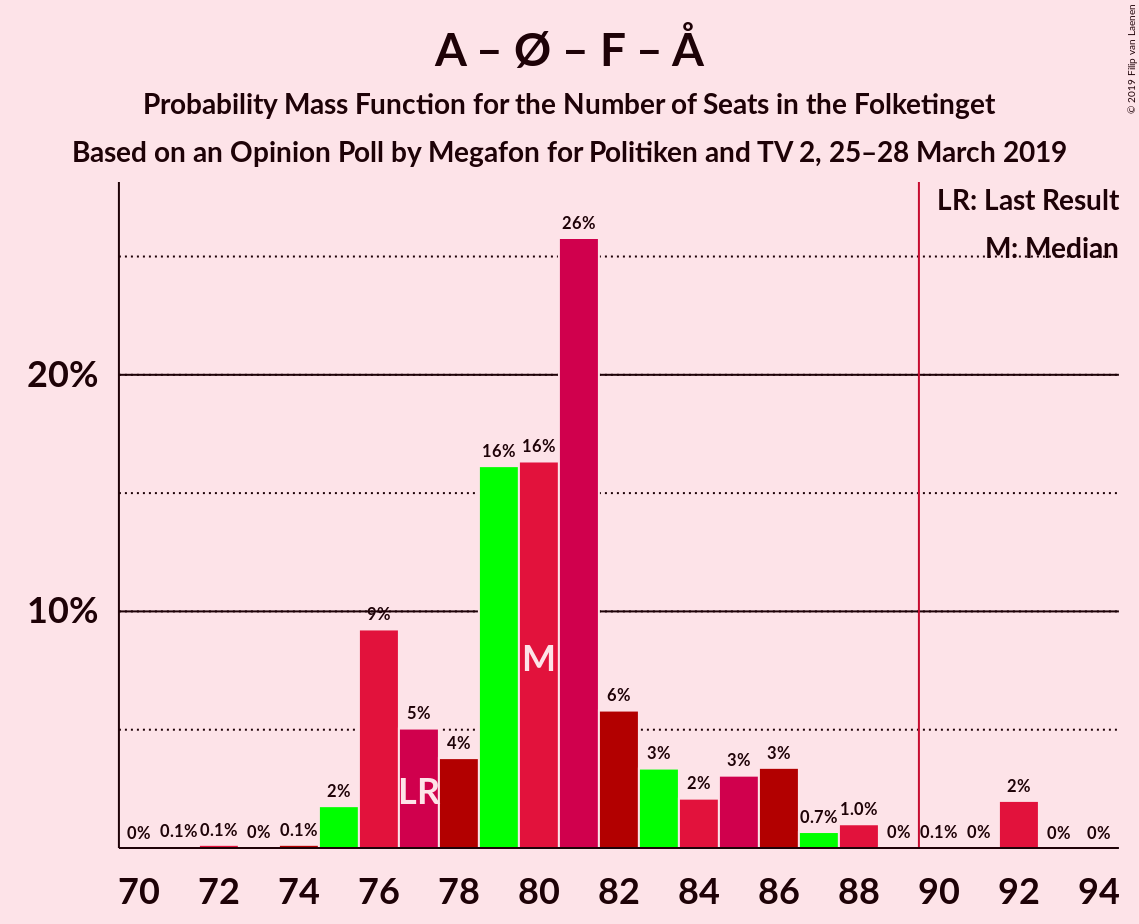 A – Ø – F – Å
Probability Mass Function for the Number of Seats in the Folketinget
Based on an Opinion Poll by Megafon for Politiken and TV 2, 25–28 March 2019
© 2019 Filip van Laenen
LR: Last Result
M: Median
20%
10%
0% 0.1% 0.1% 0% 0.1% 2% 9% 5% 4% 16% 16% 26% 6% 3% 2% 3% 3% 0.7% 1.0% 0% 0.1% 0% 2% 0% 0%
M
LR
70 72 74 76 78 80 82 84 86 88 90 92 94